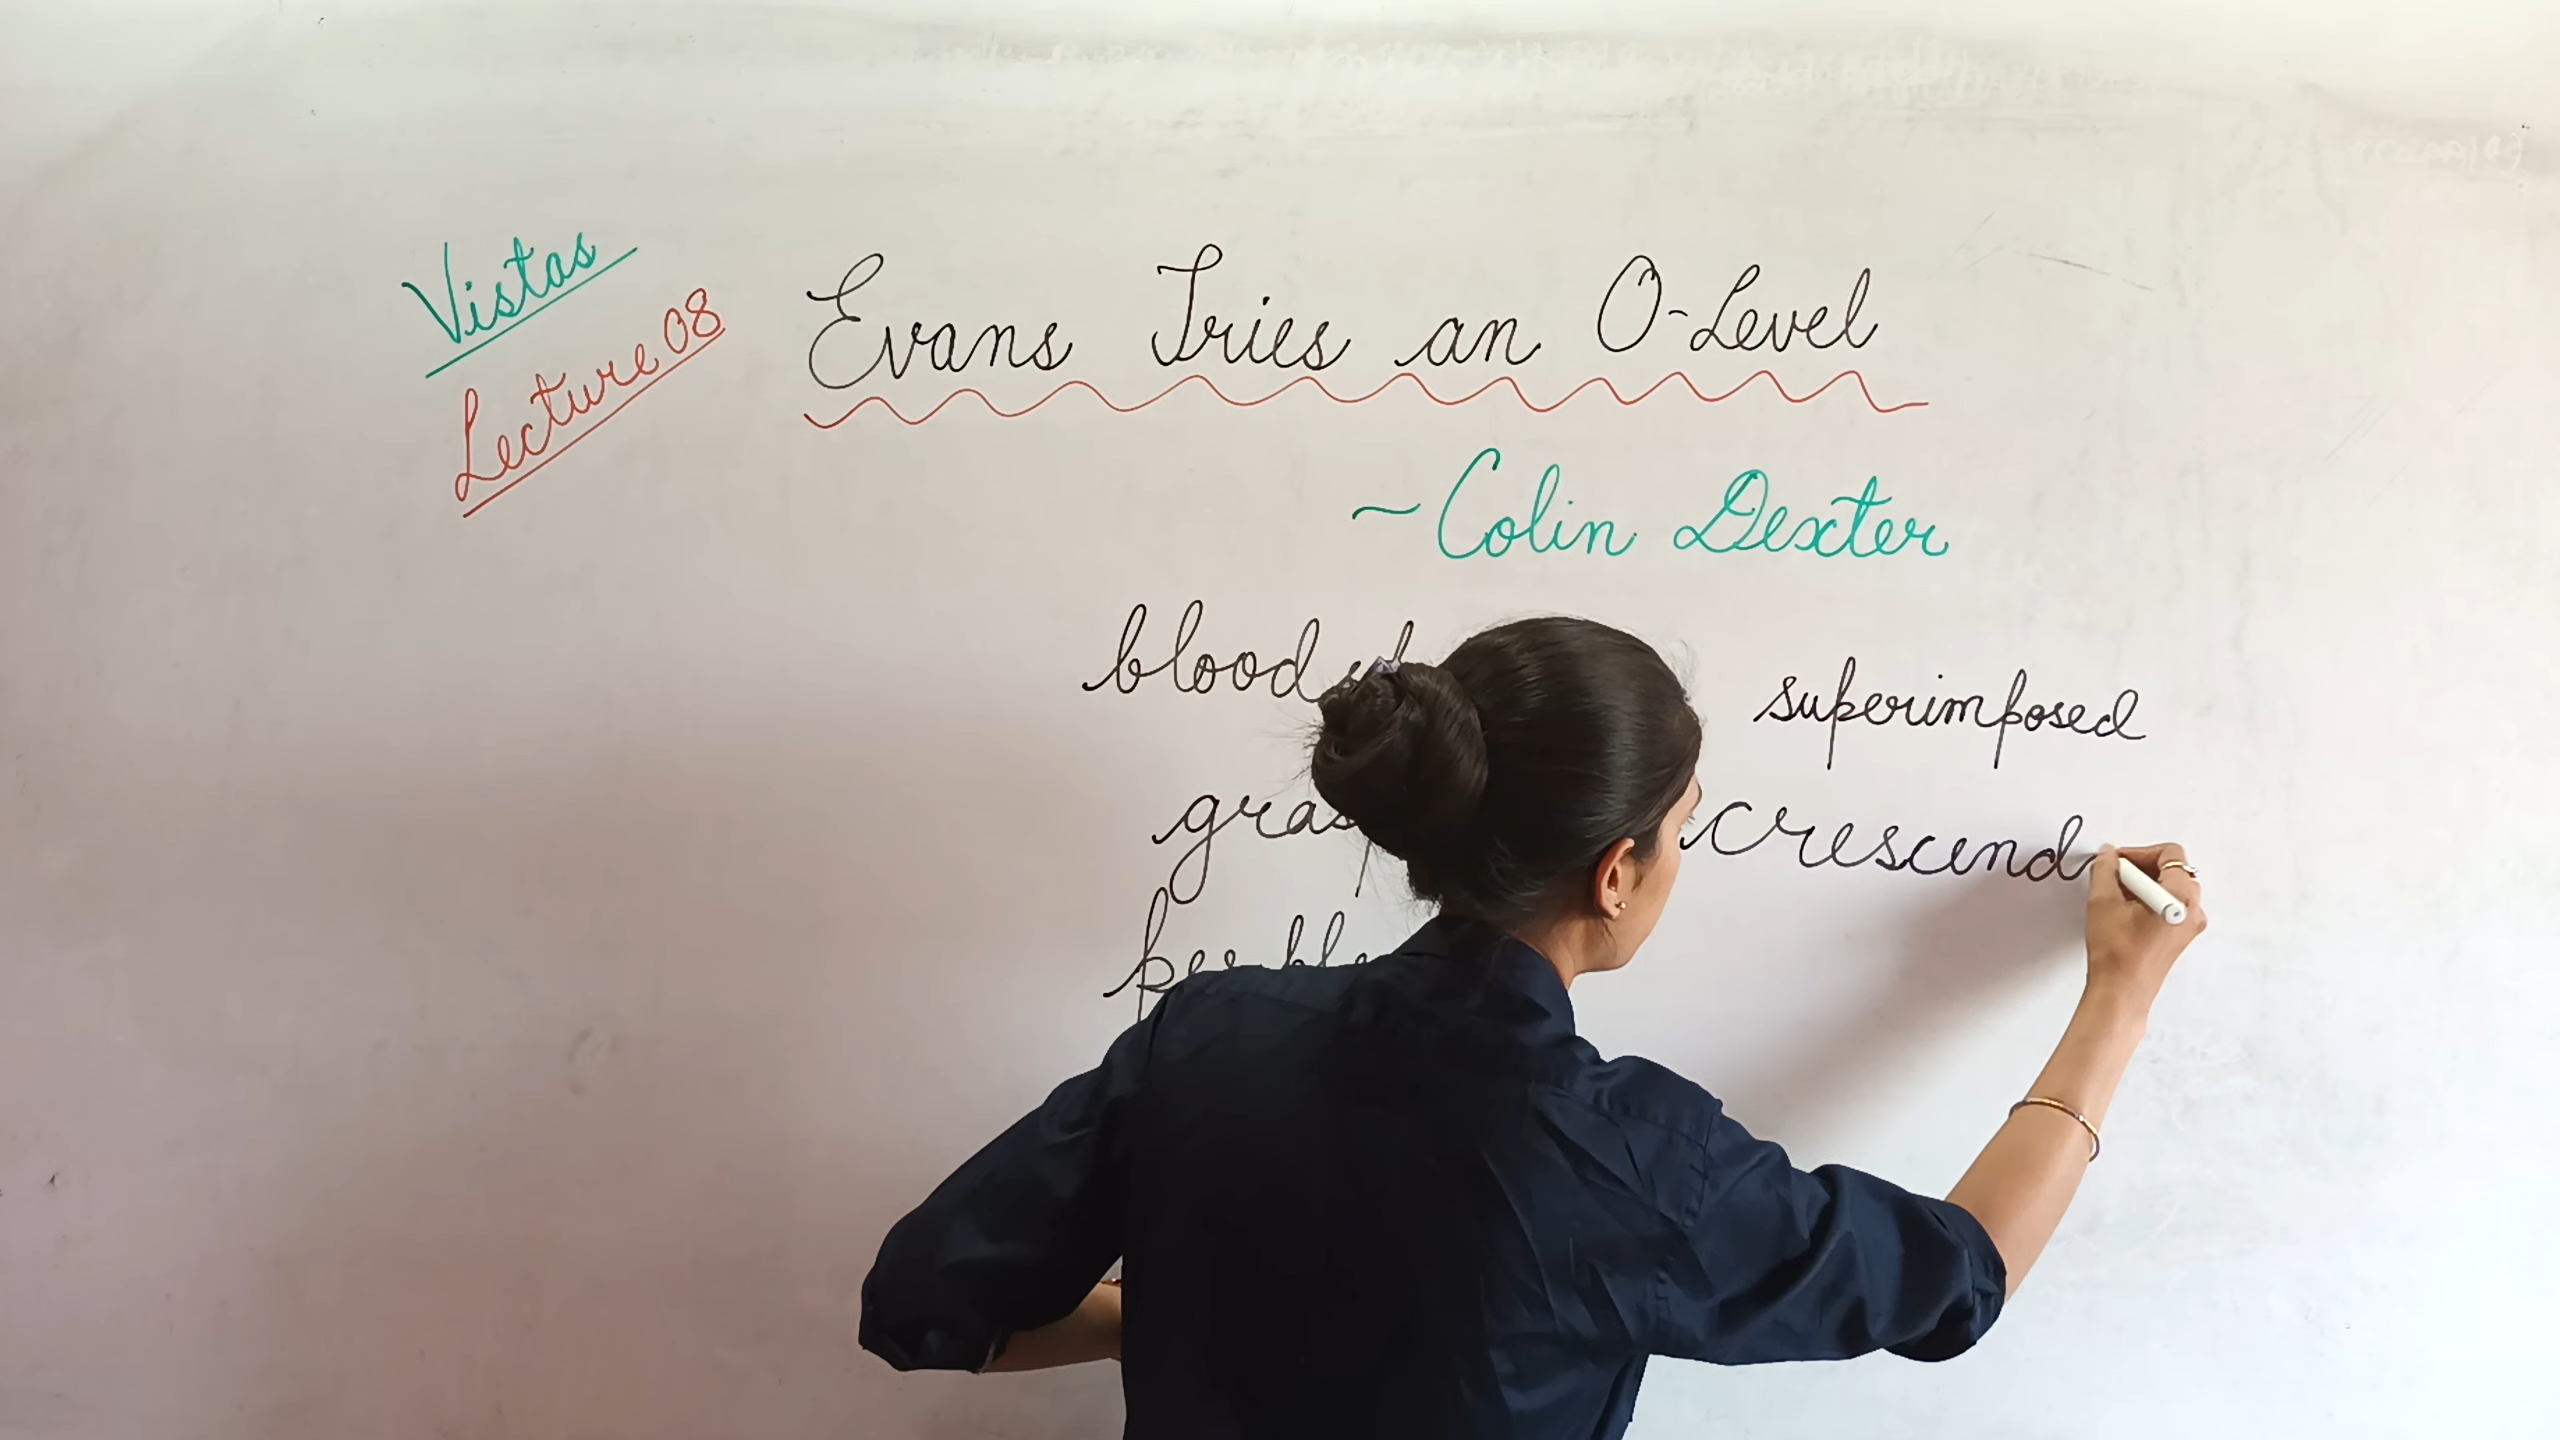 Vistas
Lecture 08
Evans Tries an O-Level
~ Colin Dexter
superimposed
crescend